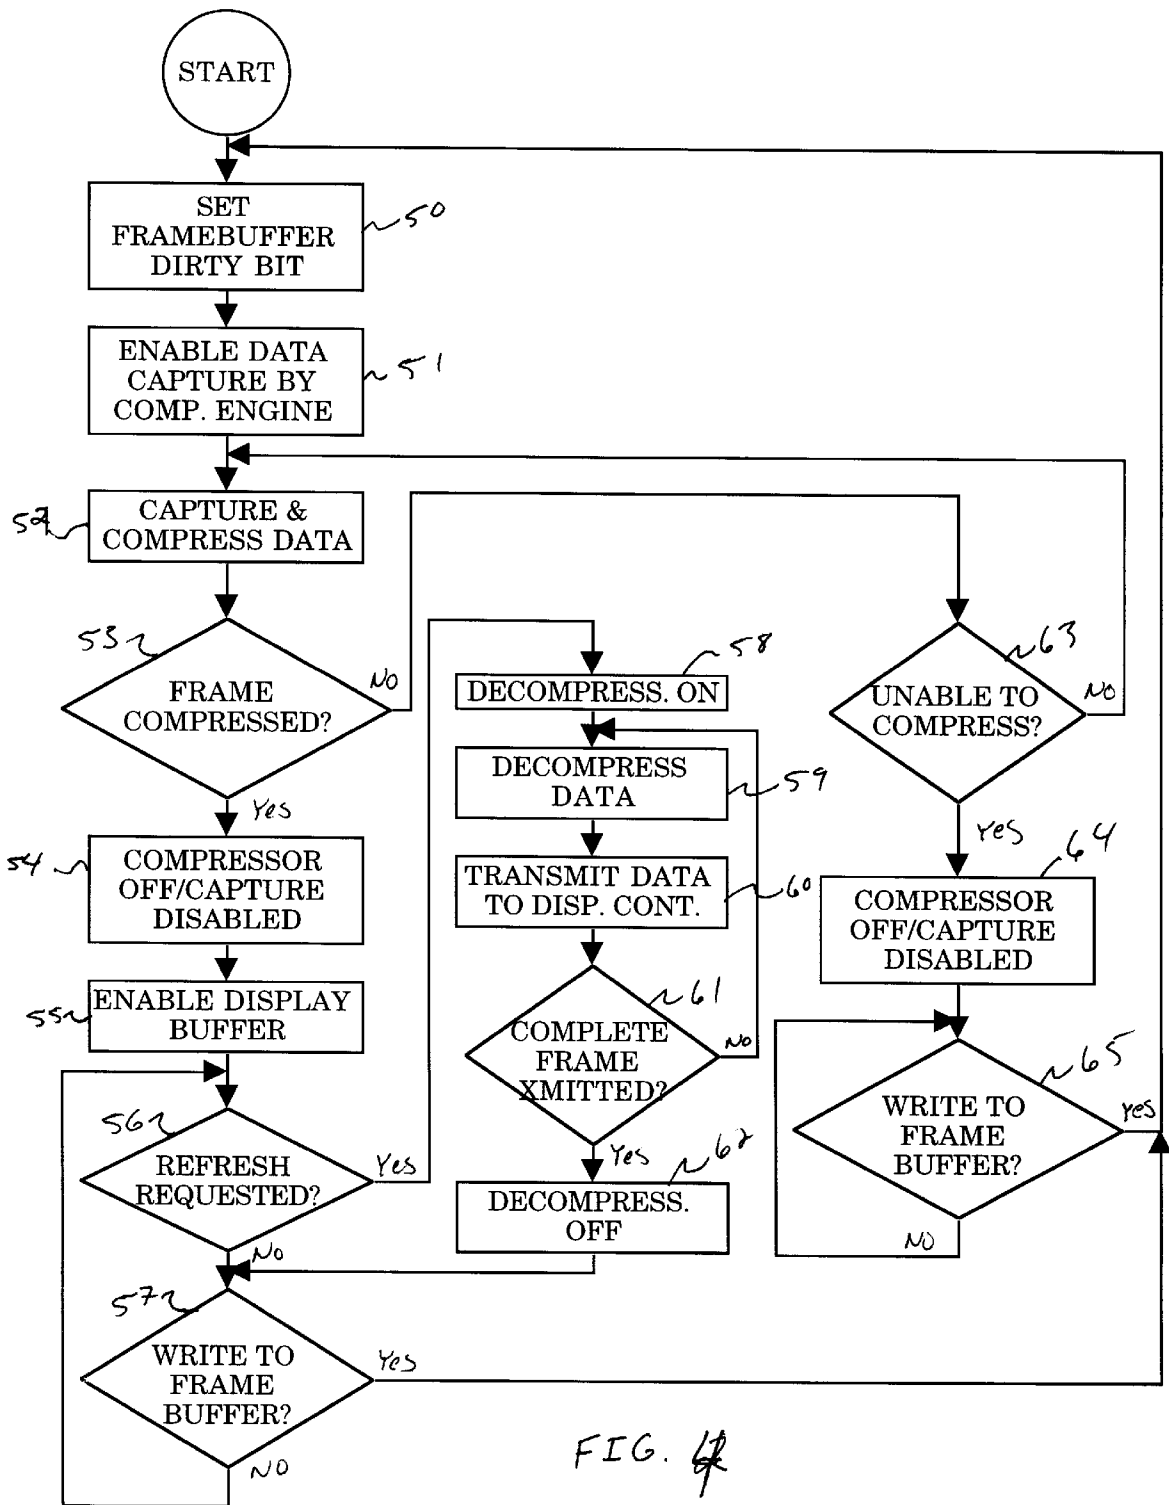 START
SET
FRAMEBUFFER
DIRTY BIT
50
ENABLE DATA
CAPTURE BY
COMP. ENGINE
51
CAPTURE &
COMPRESS DATA
52
53
FRAME
COMPRESSED?
NO
Yes
54
COMPRESSOR
OFF/CAPTURE
DISABLED
55
ENABLE DISPLAY
BUFFER
56
REFRESH
REQUESTED?
Yes
No
57
WRITE TO
FRAME
BUFFER?
Yes
NO
58
DECOMPRESS. ON
DECOMPRESS
DATA
59
TRANSMIT DATA
TO DISP. CONT.
60
61
COMPLETE
FRAME
XMITTED?
NO
Yes
62
DECOMPRESS.
OFF
63
UNABLE TO
COMPRESS?
NO
Yes
64
COMPRESSOR
OFF/CAPTURE
DISABLED
65
WRITE TO
FRAME
BUFFER?
Yes
NO
FIG.